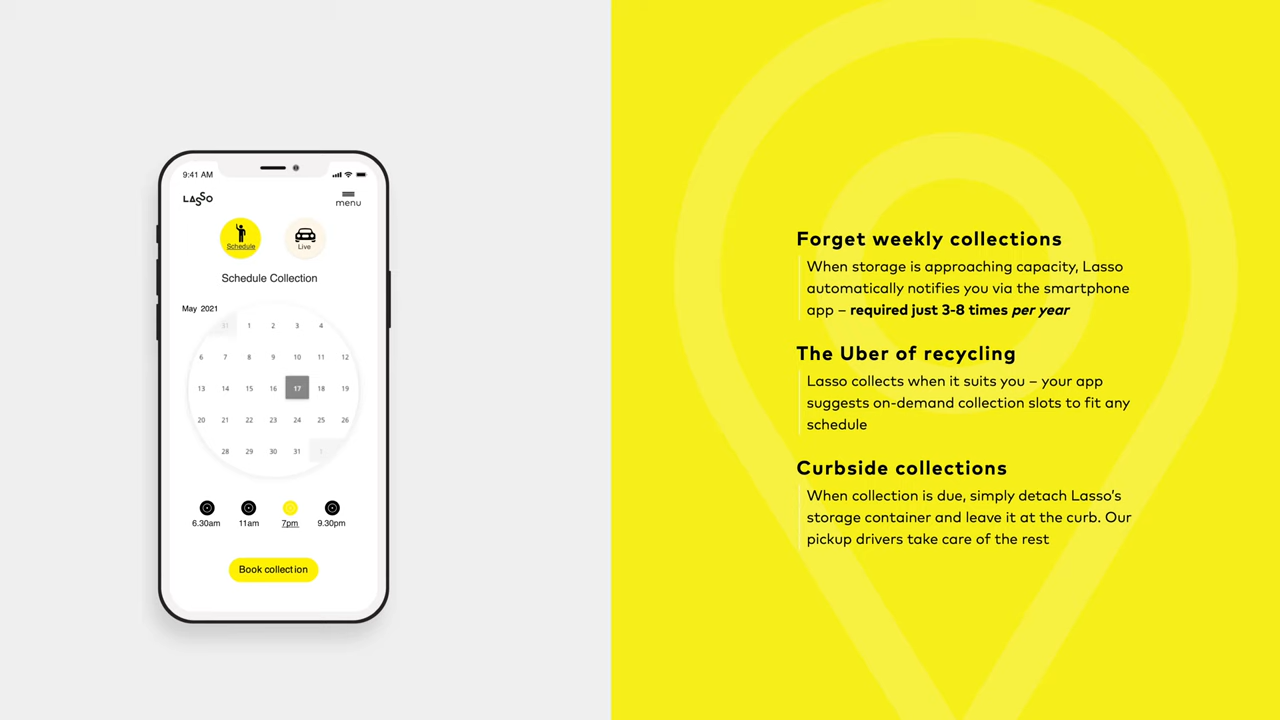 9:41 AM
LASSO
menu
Schedule
Live
Schedule Collection
May 2021
31 1 2 3 4
6 7 8 9 10 11 12
13 14 15 16 17 18 19
20 21 22 23 24 25 26
28 29 30 31 1
6.30am 11am 7pm 9.30pm
Book collection
Forget weekly collections
When storage is approaching capacity, Lasso
automatically notifies you via the smartphone
app – required just 3-8 times per year
The Uber of recycling
Lasso collects when it suits you – your app
suggests on-demand collection slots to fit any
schedule
Curbside collections
When collection is due, simply detach Lasso's
storage container and leave it at the curb. Our
pickup drivers take care of the rest